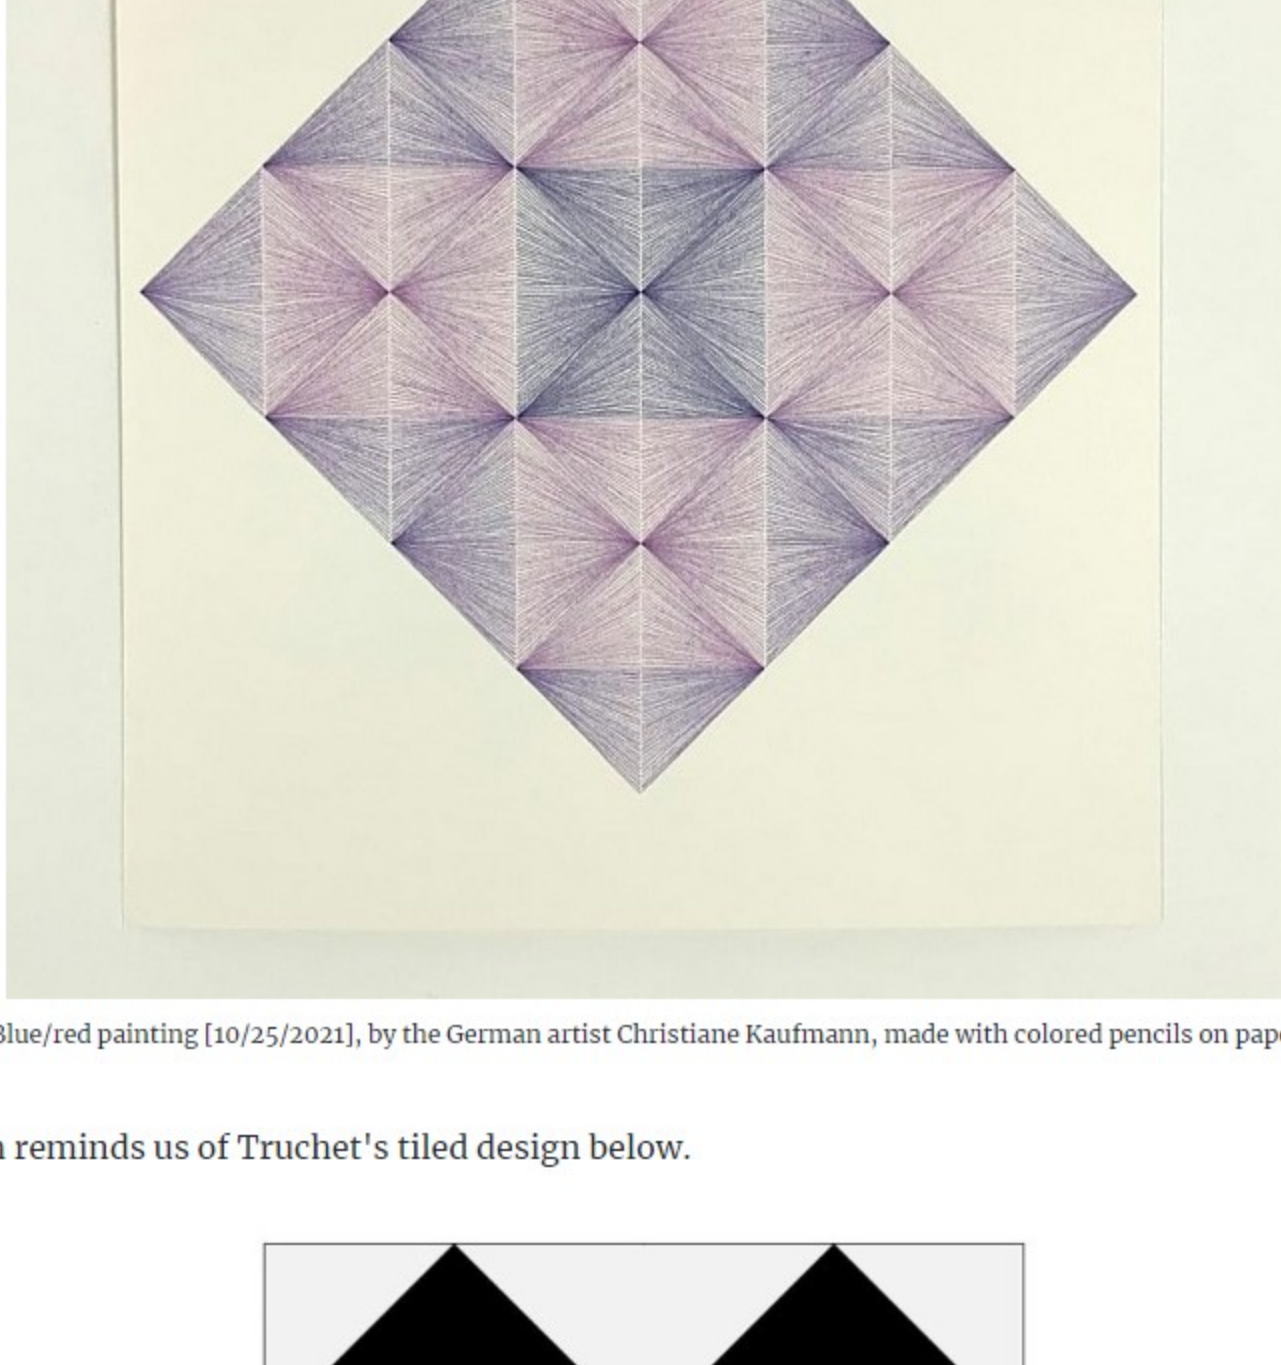 Blue/red painting [10/25/2021], by the German artist Christiane Kaufmann, made with colored pencils on
reminds us of Truchet's tiled design below.